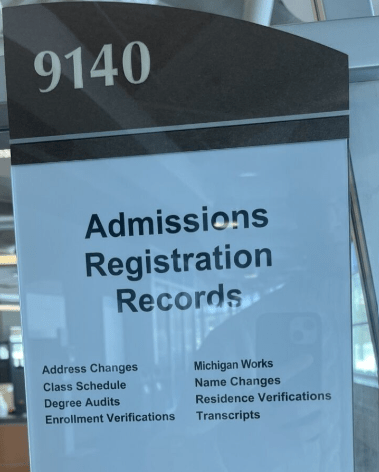 9140
Admissions
Registration
Records
Address Changes
Class Schedule
Degree Audits
Enrollment Verifications
Michigan Works
Name Changes
Residence Verifications
Transcripts